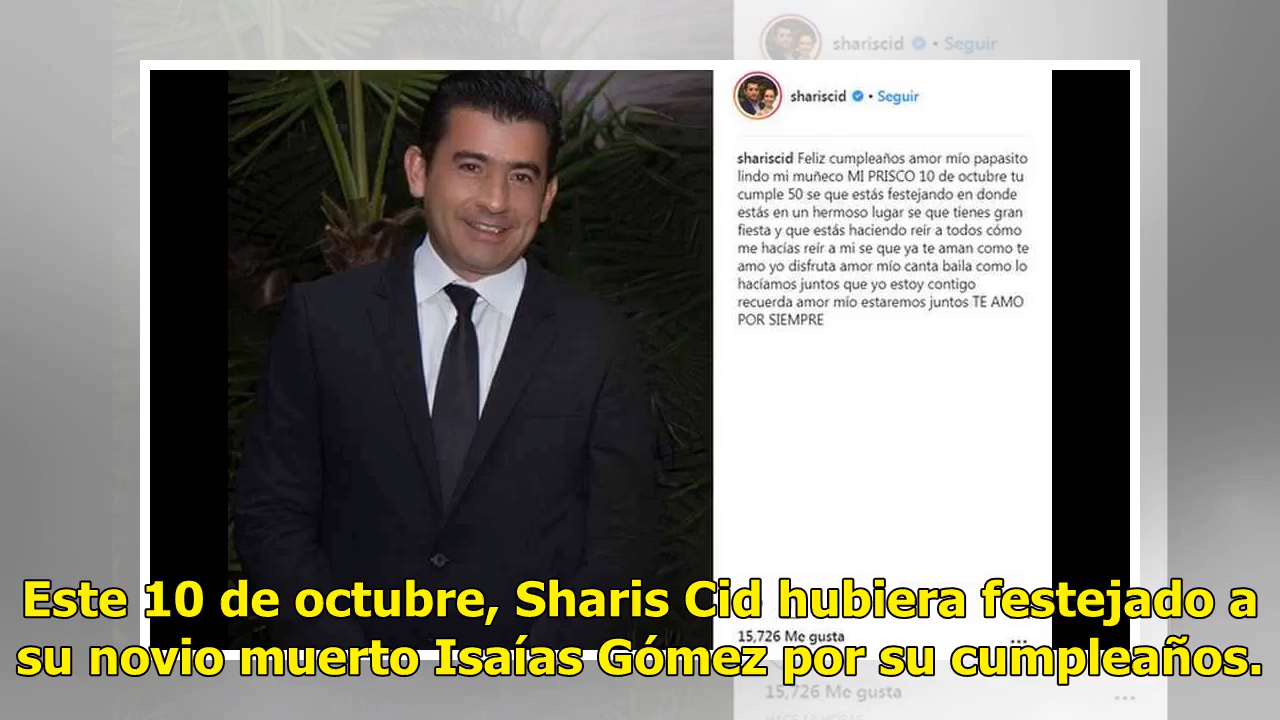 shariscid • Seguir
shariscid • Seguir
shariscid Feliz cumpleaños amor mío papasito
lindo mi muñeco MI PRISCO 10 de octubre tu
cumple 50 se que estás festejando en donde
estás en un hermoso lugar se que tienes gran
fiesta y que estás haciendo reír a todos cómo
me hacías reír a mi se que ya te aman como te
amo yo disfruta amor mío canta baila como lo
hacíamos juntos que yo estoy contigo
recuerda amor mío estaremos juntos TE AMO
POR SIEMPRE
Este 10 de octubre, Sharis Cid hubiera festejado a
15,726 Me gusta
su novio muerto Isaías Gómez por su cumpleaños.
15,726 Me gusta